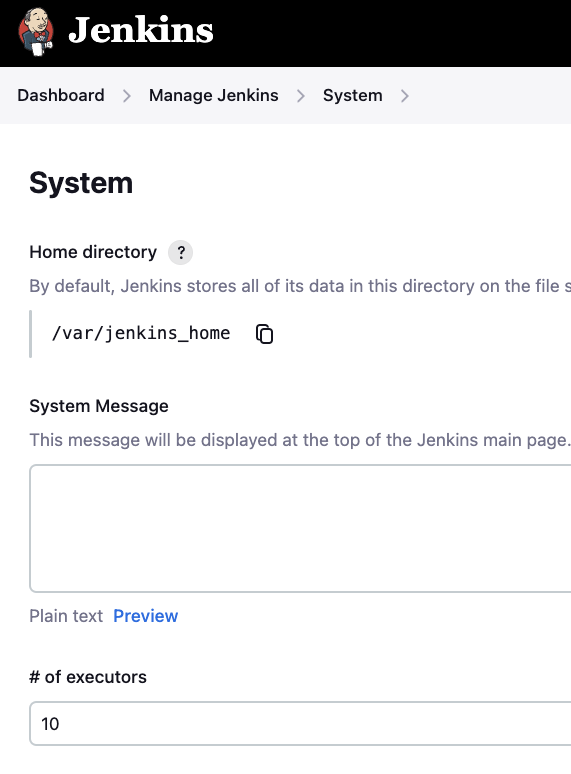 Jenkins
Dashboard > Manage Jenkins > System >
System
Home directory ?
By default, Jenkins stores all of its data in this directory on the file
/var/jenkins_home
System Message
This message will be displayed at the top of the Jenkins main page.
Plain text Preview
# of executors
10